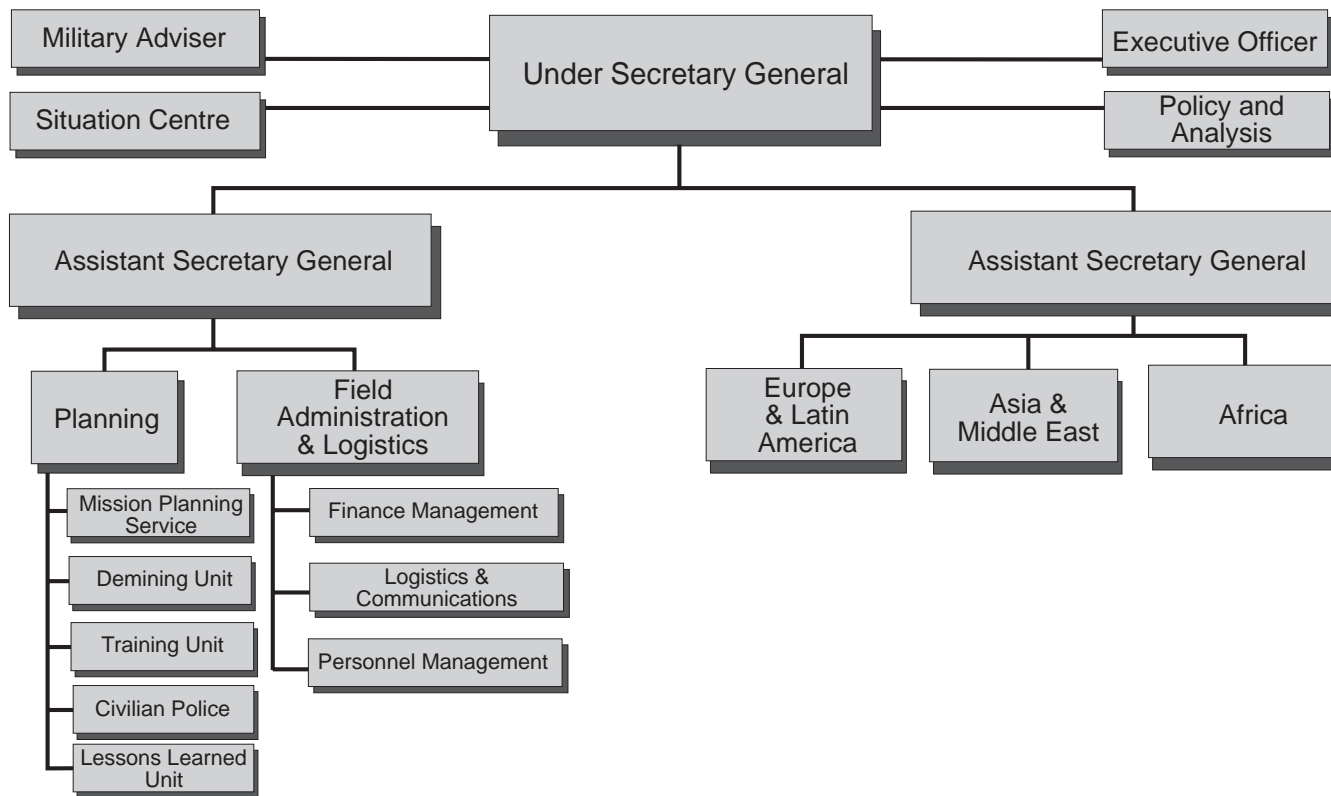 Military Adviser
Under Secretary General
Executive Officer
Situation Centre
Policy and
Analysis
Assistant Secretary General
Assistant Secretary General
Planning
Field
Administration
& Logistics
Europe
& Latin
America
Asia &
Middle East
Africa
Mission Planning
Service
Demining Unit
Training Unit
Civilian Police
Lessons Learned
Unit
Finance Management
Logistics &
Communications
Personnel Management